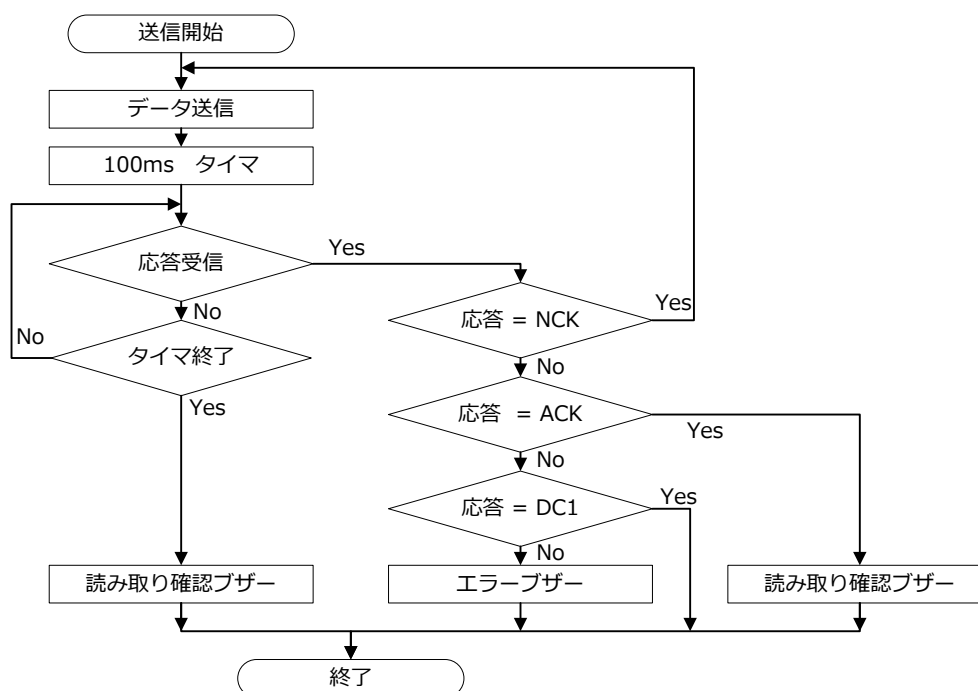 送信開始
データ送信
100ms　タイマ
応答受信
Yes
No
タイマ終了
No
Yes
応答 = NCK
Yes
No
応答 = ACK
Yes
No
応答 = DC1
Yes
No
読み取り確認ブザー
エラーブザー
読み取り確認ブザー
終了